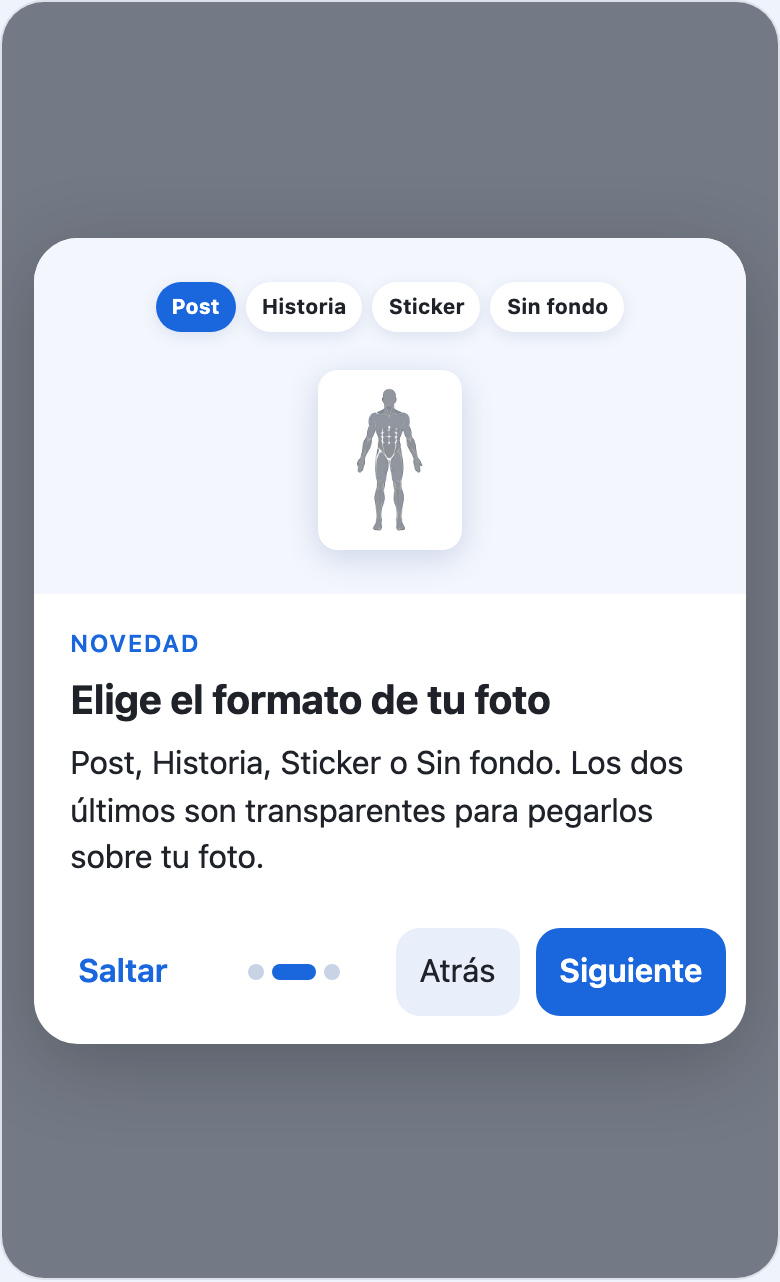 Post Historia Sticker Sin fondo
NOVEDAD
Elige el formato de tu foto
Post, Historia, Sticker o Sin fondo. Los dos
últimos son transparentes para pegarlos
sobre tu foto.
Saltar Atrás Siguiente